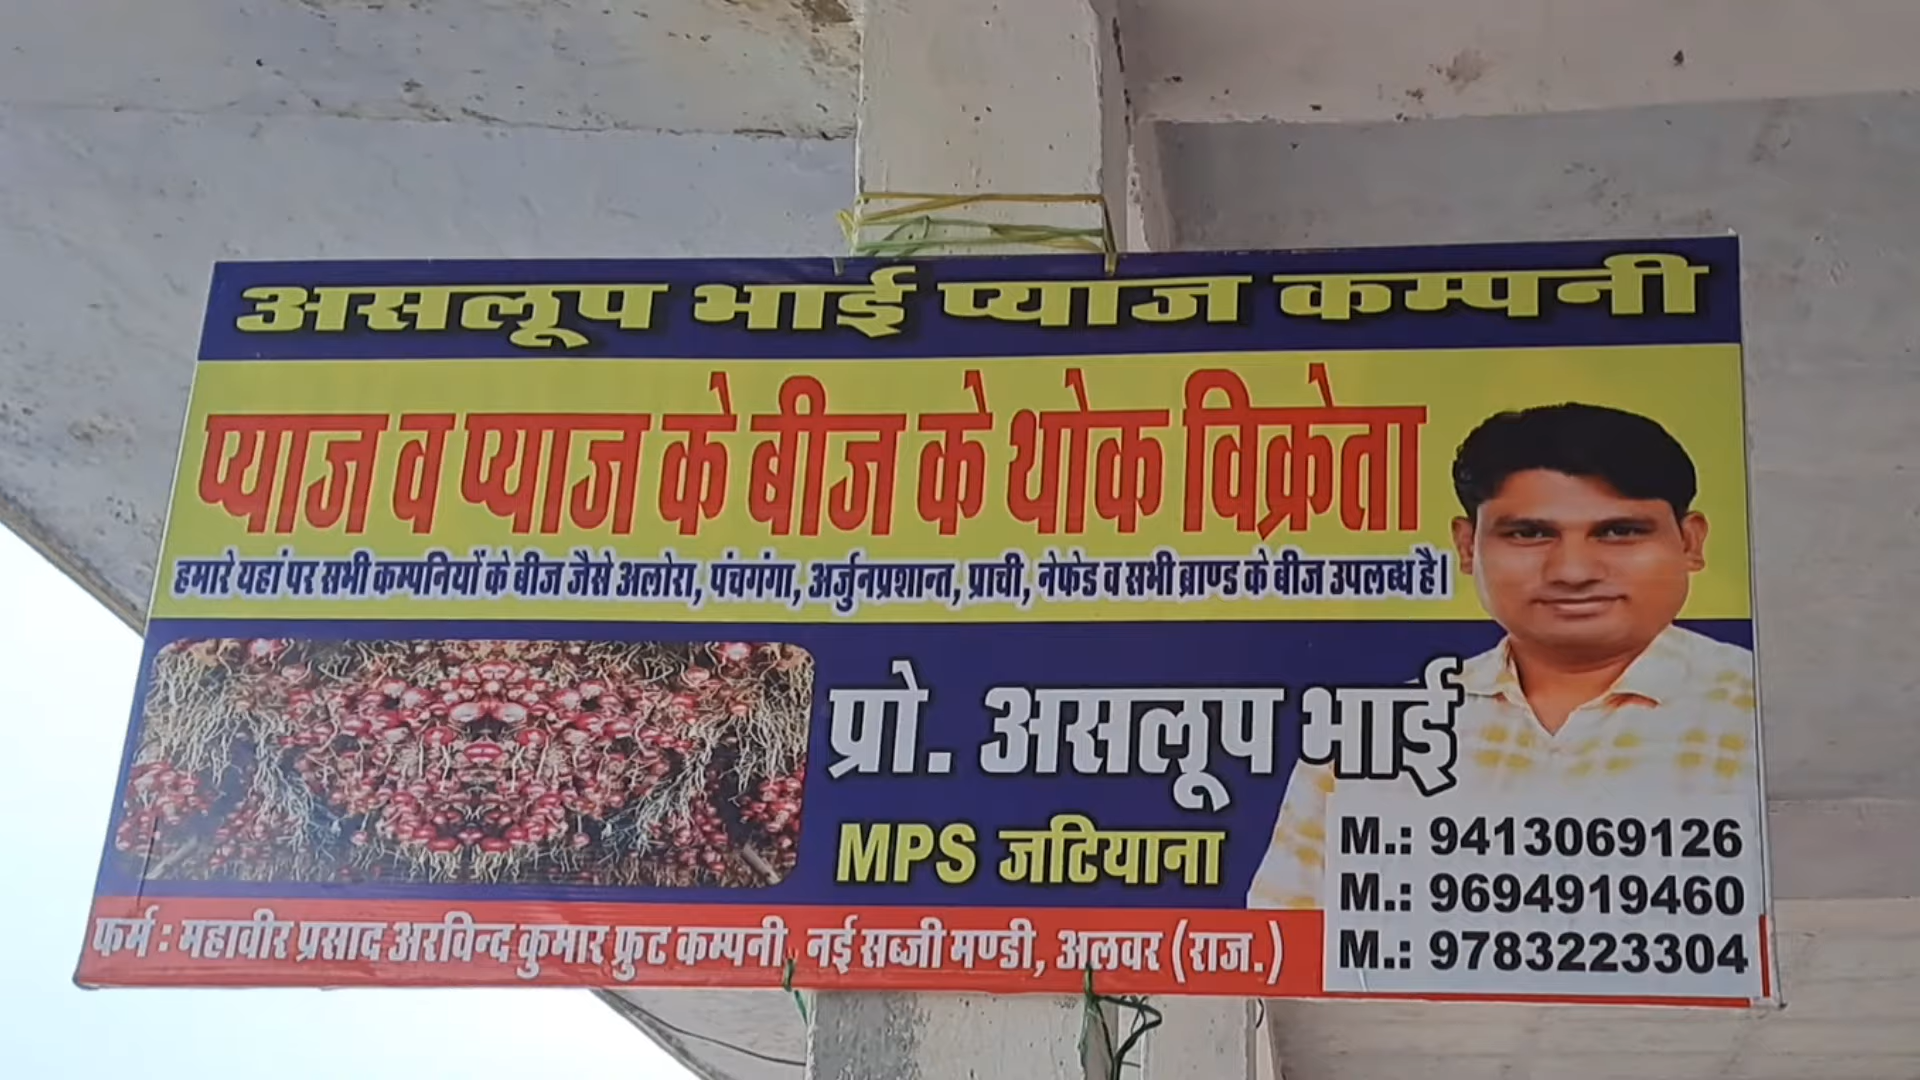 असलूप भाई प्याज कम्पनी
प्याज व प्याज के बीज के थोक विक्रेता
हमारे यहां पर सभी कम्पनियों के बीज जैसे अलोरा, पंचगंगा, अर्जुनप्रशान्त, प्राची, नेफेड व सभी ब्राण्ड के बीज उपलब्ध है।
प्रो. असलूप भाई
MPS जटियाना
M.: 9413069126
M.: 9694919460
M.: 9783223304
फर्म : महावीर प्रसाद अरविन्द कुमार फ्रुट कम्पनी, नई सब्जी मण्डी, अलवर (राज.)